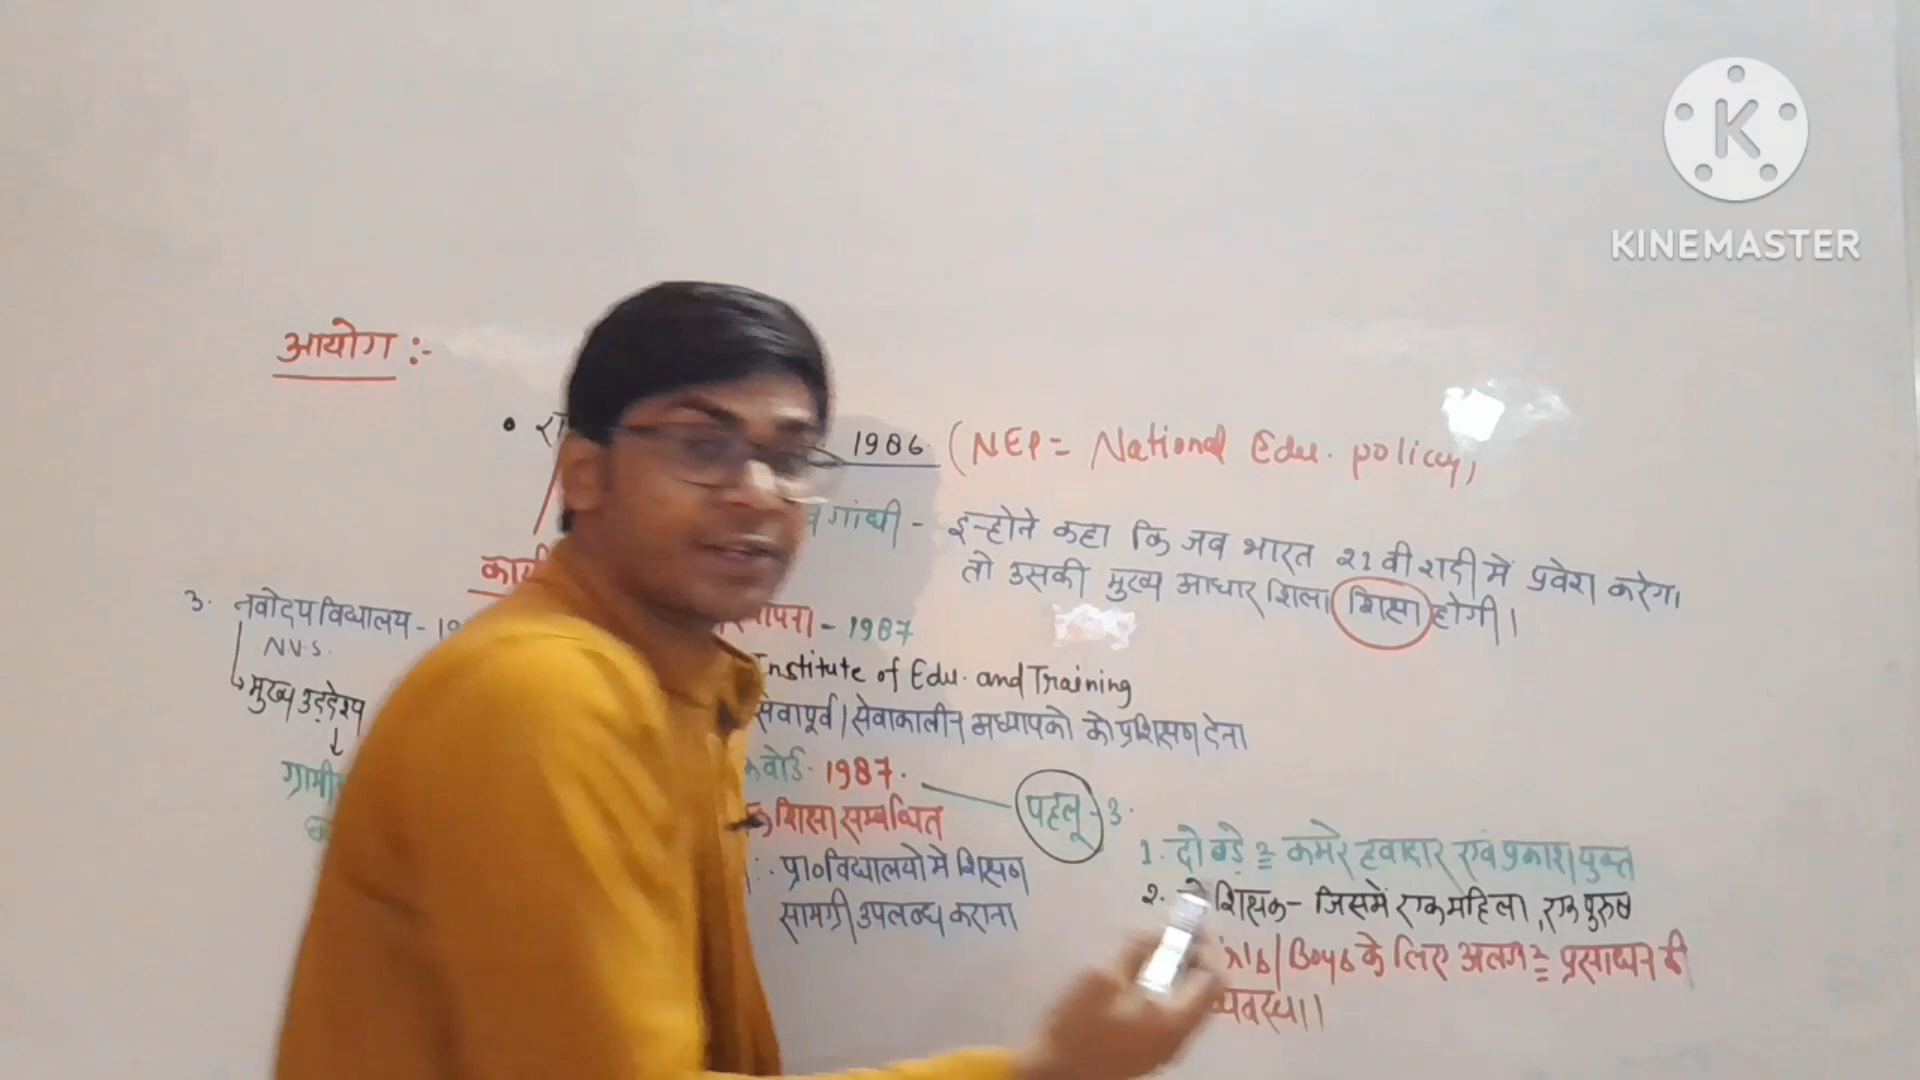 KINEMASTER
आयोग :-
• रा 1986 (NEP = National Edu. policy)
गांधी - इन्होने कहा कि जब भारत 21 वी शदी में प्रवेश करेगा
तो उसकी मुख्य आधार शिला शिक्षा होगी।
3. नवोदय विद्यालय - 19
N.V.S.
मुख्य उद्देश्य
स्थापना - 1987
Institute of Edu. and Training
सेवापूर्व / सेवाकालीन अध्यापको को प्रशिक्षण देना
बोर्ड - 1987.
शिक्षा सम्बन्धित
प्रा० विद्यालयो मे शिक्षण
सामग्री उपलब्ध कराना
पहलू - 3.
1. दो बड़े 2 कमरे हवादार एवं प्रकाश युक्त
2. शिक्षक - जिसमें एक महिला, एक पुरुष
Boys के लिए अलग 2 प्रसाधन की
व्यवस्था।